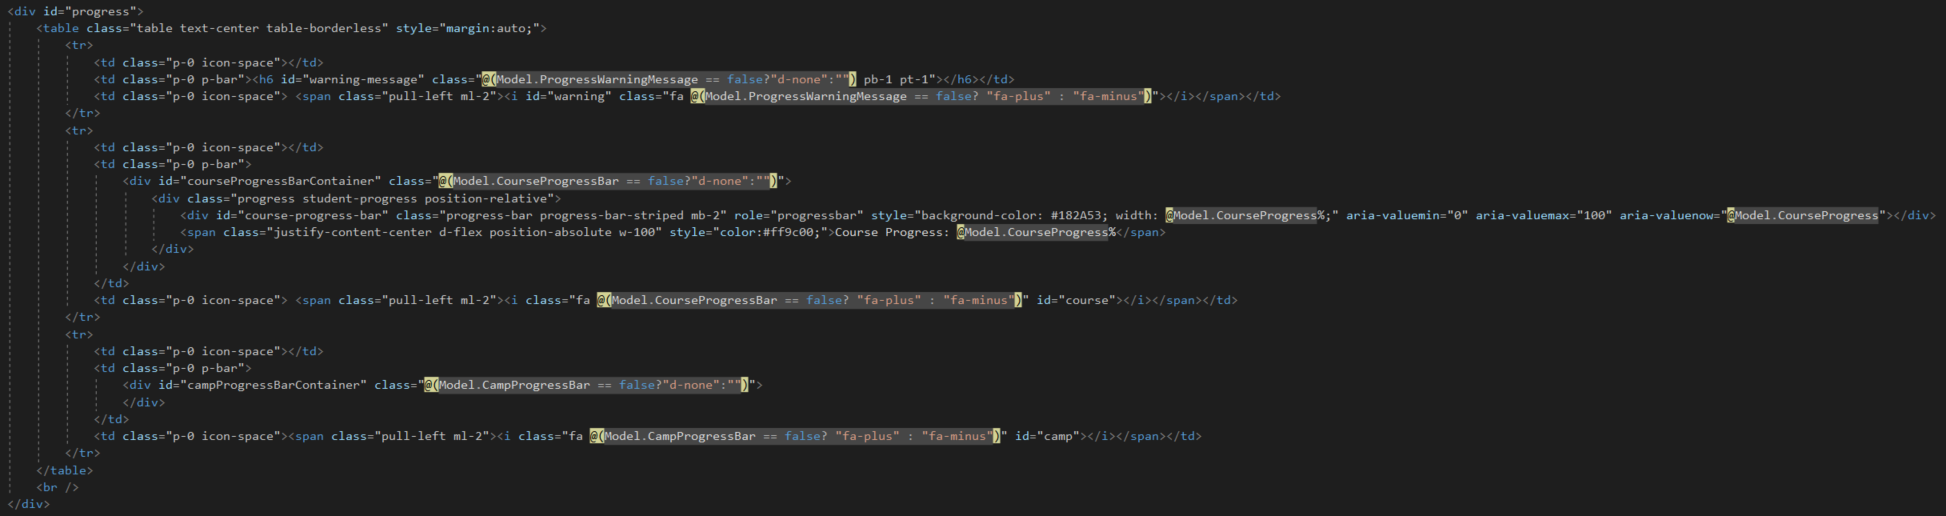 <div id="progress">
<table class="table text-center table-borderless" style="margin:auto;">
<tr>
<td class="p-0 icon-space"></td>
<td class="p-0 p-bar"><h6 id="warning-message" class="@(Model.ProgressWarningMessage == false?"d-none":"") pb-1 pt-1"></h6></td>
<td class="p-0 icon-space"> <span class="pull-left ml-2"><i id="warning" class="fa @(Model.ProgressWarningMessage == false? "fa-plus" : "fa-minus")"></i></span></td>
</tr>
<tr>
<td class="p-0 icon-space"></td>
<td class="p-0 p-bar">
<div id="courseProgressBarContainer" class="@(Model.CourseProgressBar == false?"d-none":"")">
<div class="progress student-progress position-relative">
<div id="course-progress-bar" class="progress-bar progress-bar-striped mb-2" role="progressbar" style="background-color: #182A53; width: @Model.CourseProgress%;" aria-valuemin="0" aria-valuemax="100" aria-valuenow="@Model.CourseProgress"></div>
<span class="justify-content-center d-flex position-absolute w-100" style="color:#ff9c00;">Course Progress: @Model.CourseProgress%</span>
</div>
</div>
</td>
<td class="p-0 icon-space"> <span class="pull-left ml-2"><i class="fa @(Model.CourseProgressBar == false? "fa-plus" : "fa-minus")" id="course"></i></span></td>
</tr>
<tr>
<td class="p-0 icon-space"></td>
<td class="p-0 p-bar">
<div id="campProgressBarContainer" class="@(Model.CampProgressBar == false?"d-none":"")">
</div>
</td>
<td class="p-0 icon-space"><span class="pull-left ml-2"><i class="fa @(Model.CampProgressBar == false? "fa-plus" : "fa-minus")" id="camp"></i></span></td>
</tr>
</table>
<br />
</div>